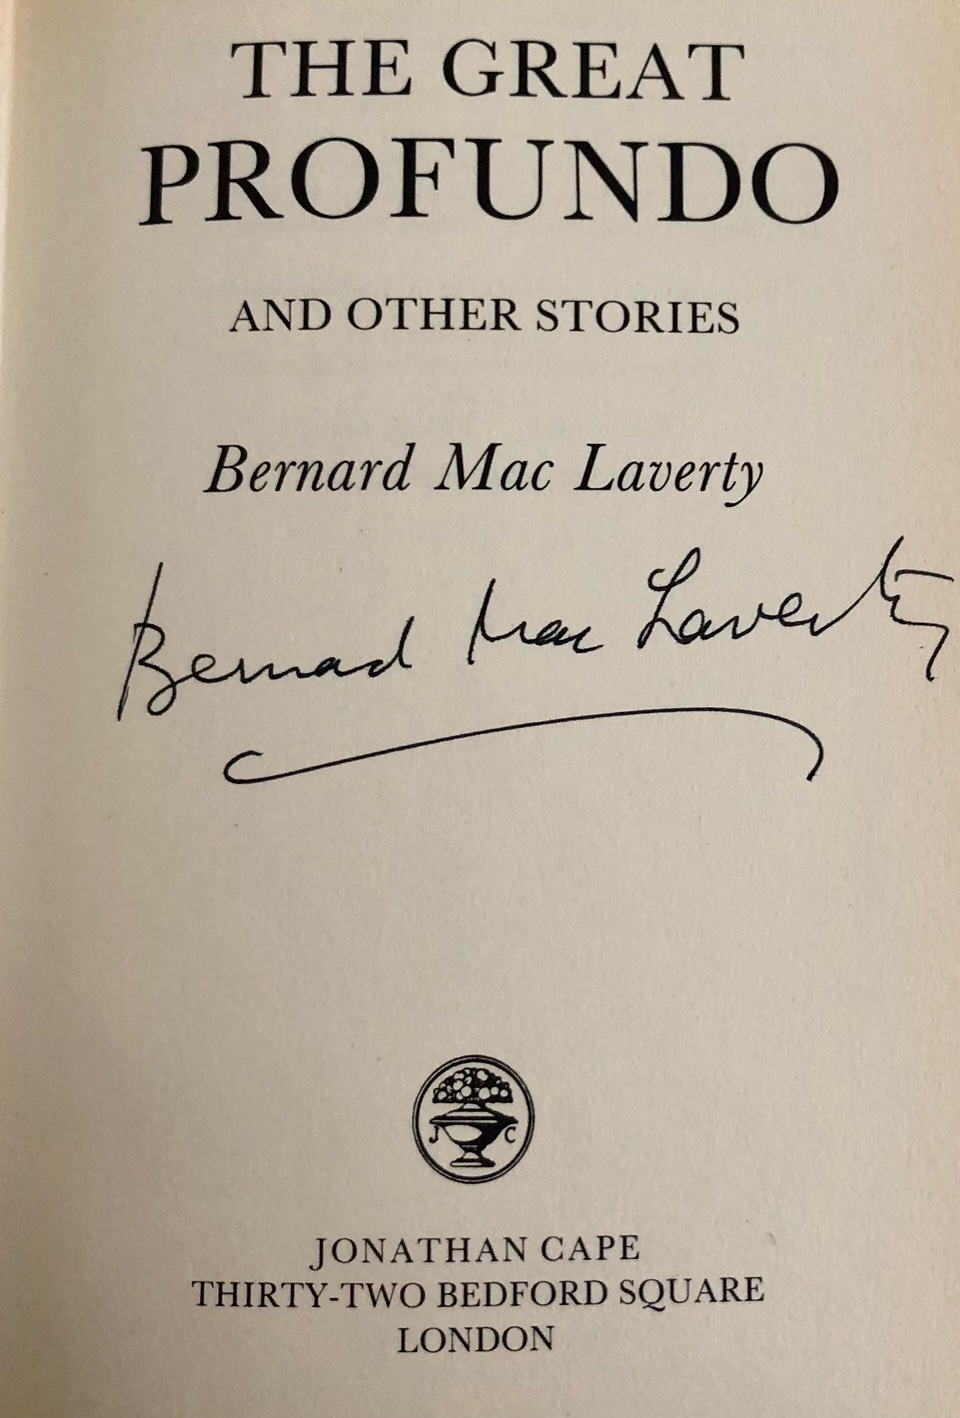 THE GREAT
PROFUNDO
AND OTHER STORIES
Bernard Mac Laverty
Bernard Mac Laverty
J C
JONATHAN CAPE
THIRTY-TWO BEDFORD SQUARE
LONDON